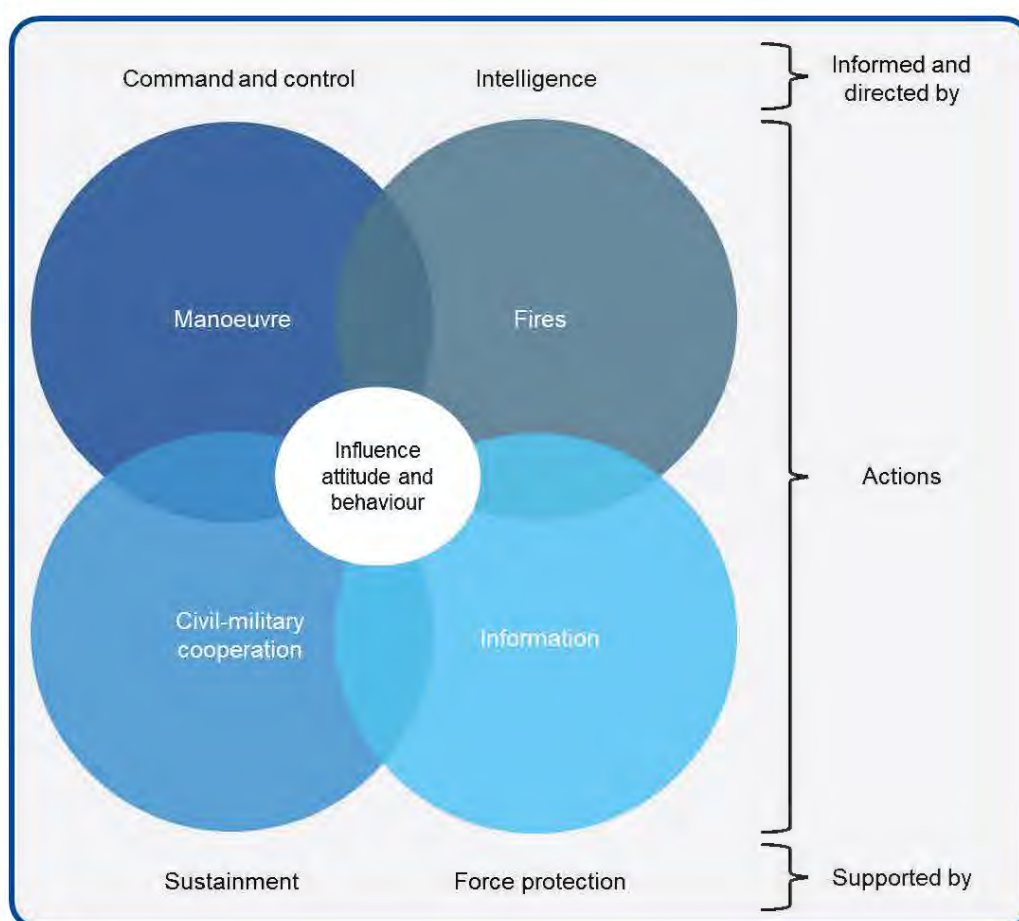 Command and control
Intelligence
Informed and
directed by
Manoeuvre
Fires
Influence
attitude and
behaviour
Actions
Civil-military
cooperation
Information
Sustainment
Force protection
Supported by